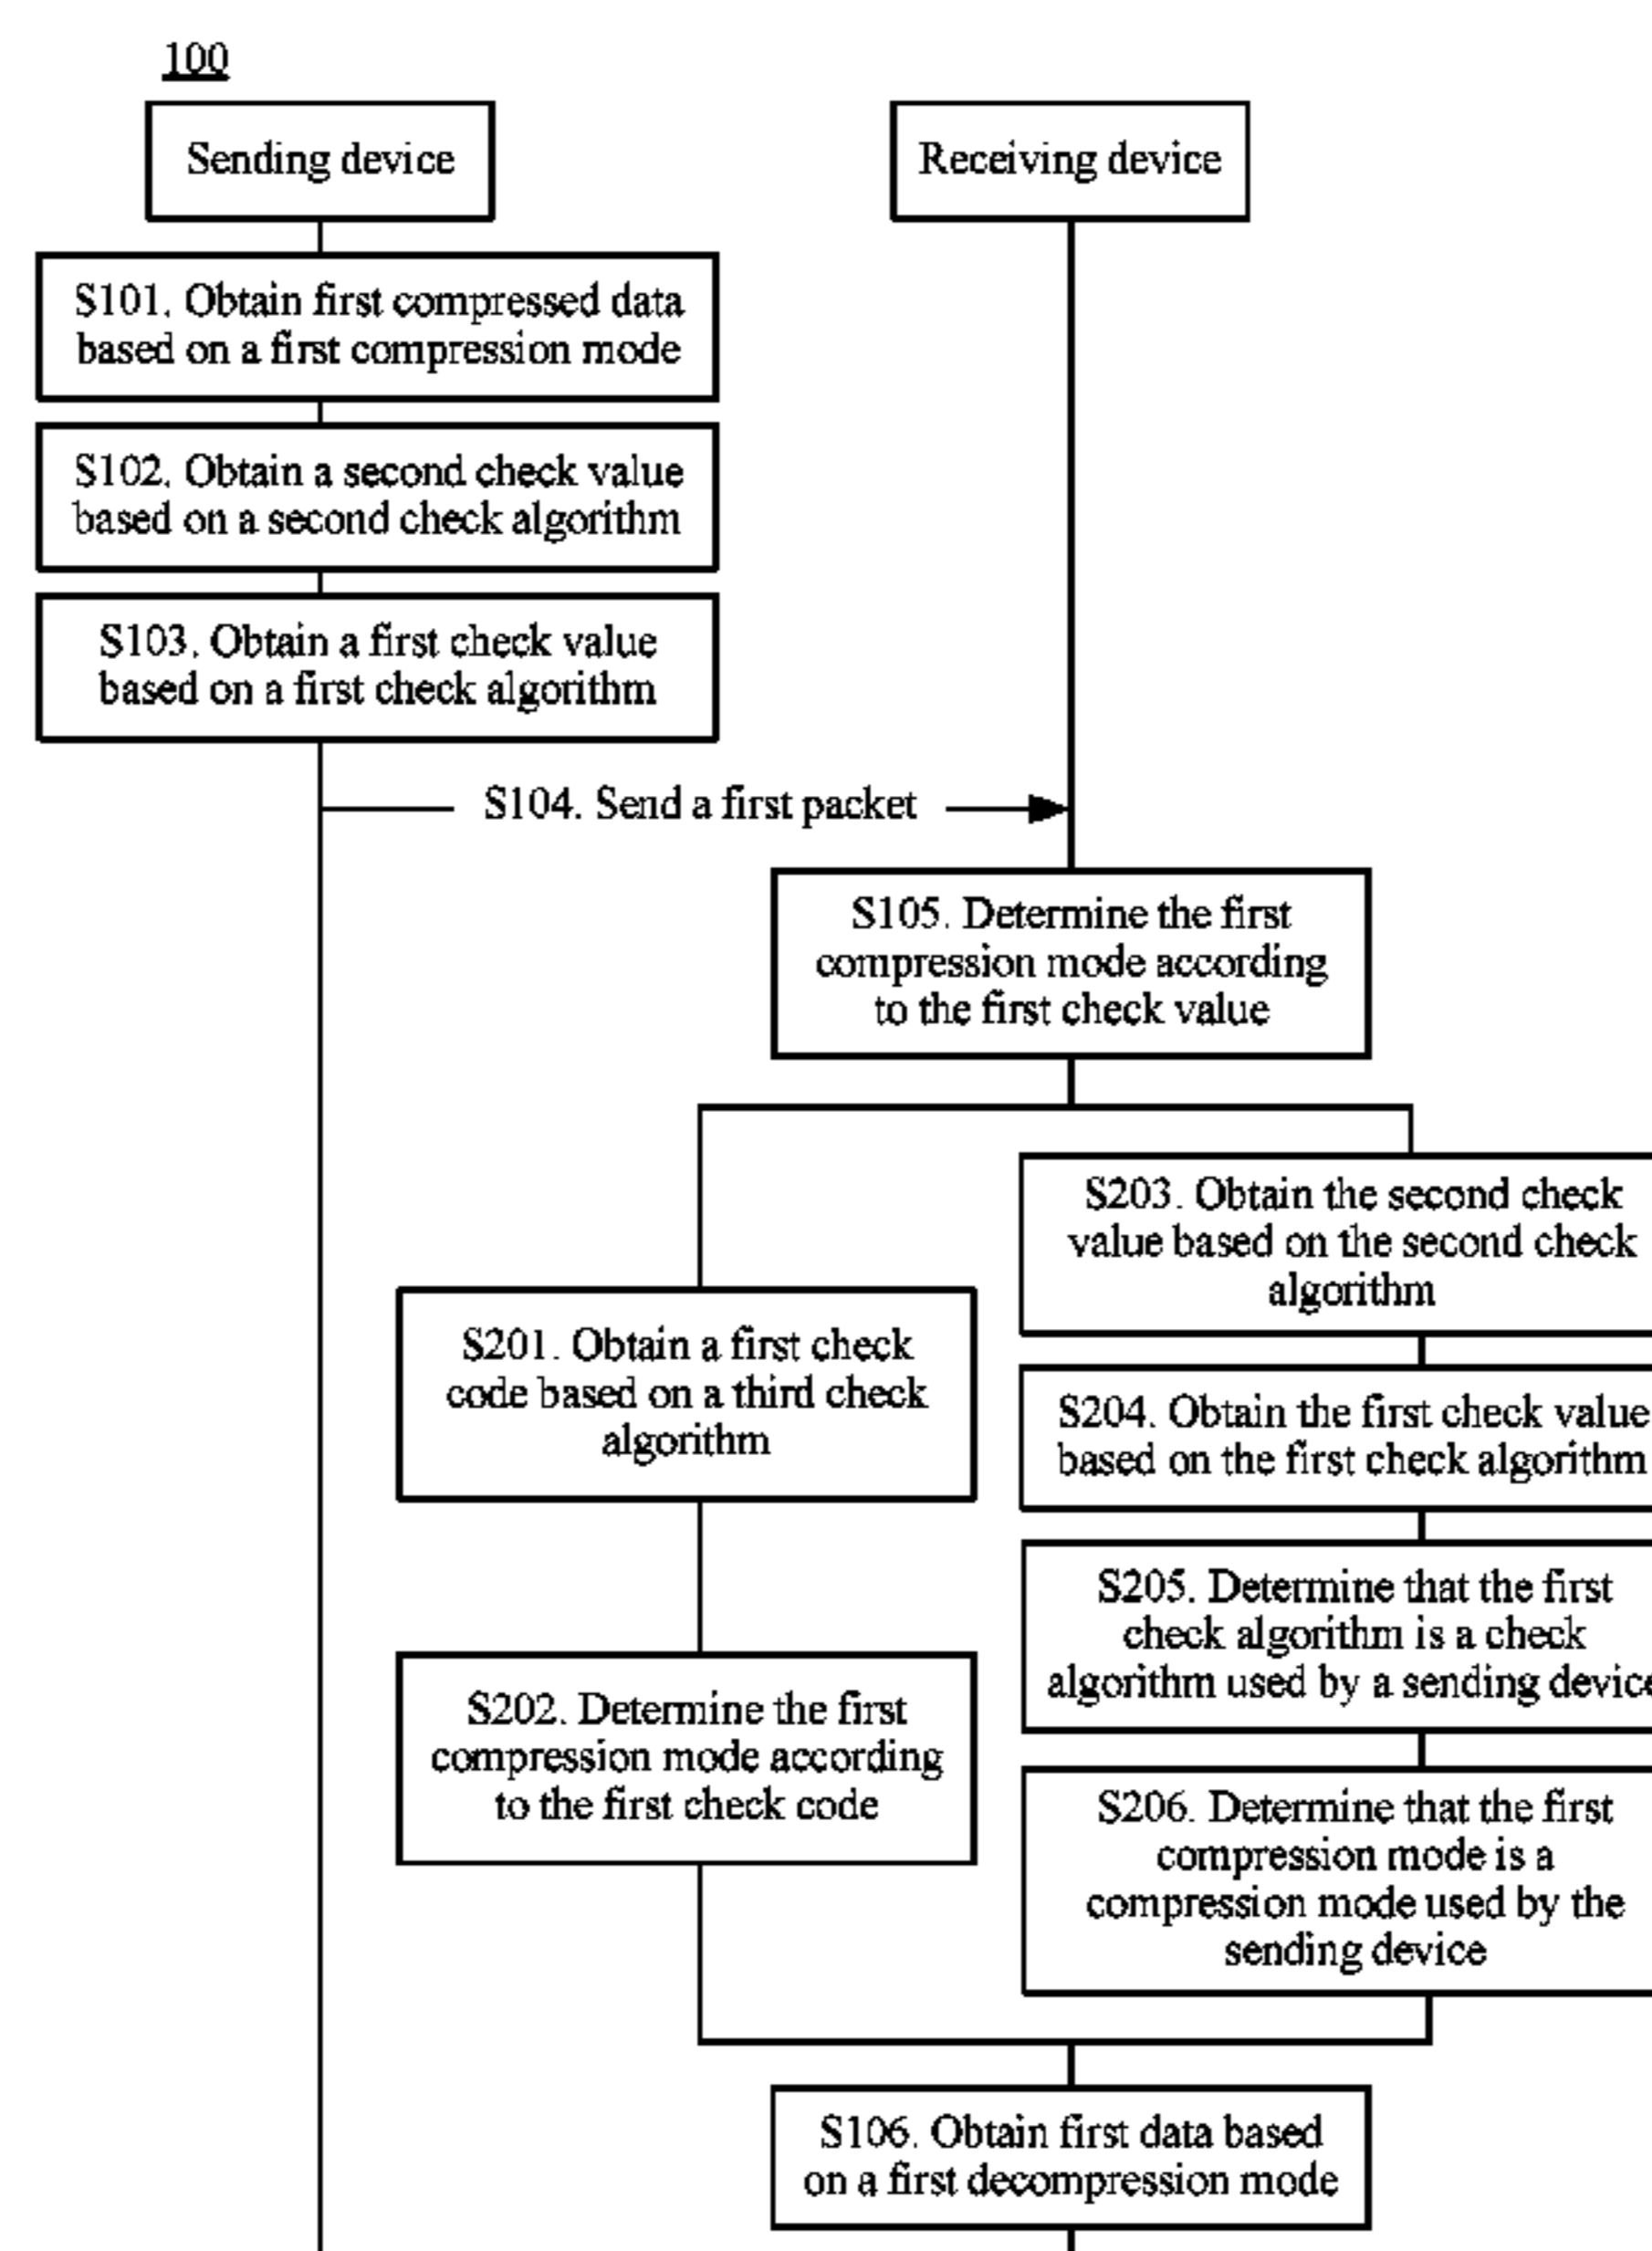 100
Sending device
Receiving device
S101. Obtain first compressed data
based on a first compression mode
S102. Obtain a second check value
based on a second check algorithm
S103. Obtain a first check value
based on a first check algorithm
S104. Send a first packet
S105. Determine the first
compression mode according
to the first check value
S203. Obtain the second check
value based on the second check
algorithm
S201. Obtain a first check
code based on a third check
algorithm
S204. Obtain the first check value
based on the first check algorithm
S205. Determine that the first
check algorithm is a check
algorithm used by a sending device
S202. Determine the first
compression mode according
to the first check code
S206. Determine that the first
compression mode is a
compression mode used by the
sending device
S106. Obtain first data based
on a first decompression mode